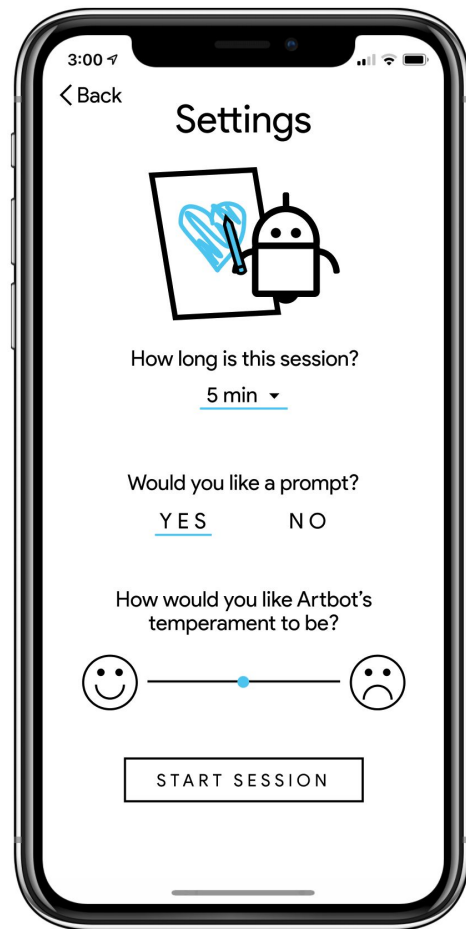 3:00
Back
Settings
How long is this session?
5 min
Would you like a prompt?
YES NO
How would you like Artbot's
temperament to be?
START SESSION